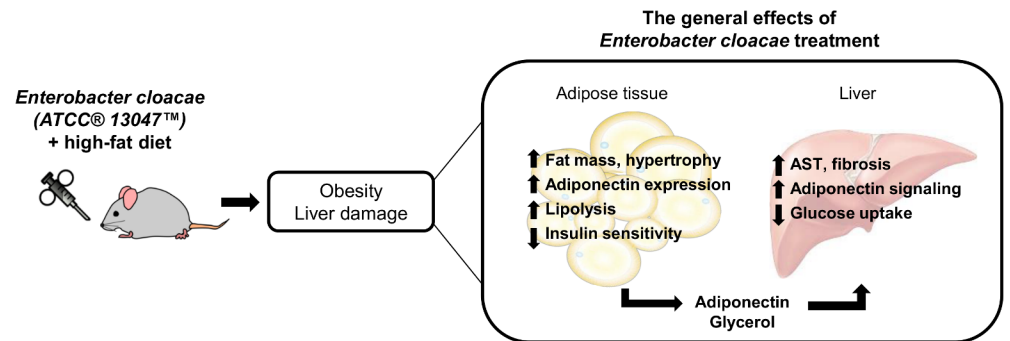 The general effects of
Enterobacter cloacae treatment
Enterobacter cloacae
(ATCC® 13047™)
+ high-fat diet
Obesity
Liver damage
Adipose tissue
Fat mass, hypertrophy
Adiponectin expression
Lipolysis
Insulin sensitivity
Liver
AST, fibrosis
Adiponectin signaling
Glucose uptake
Adiponectin
Glycerol